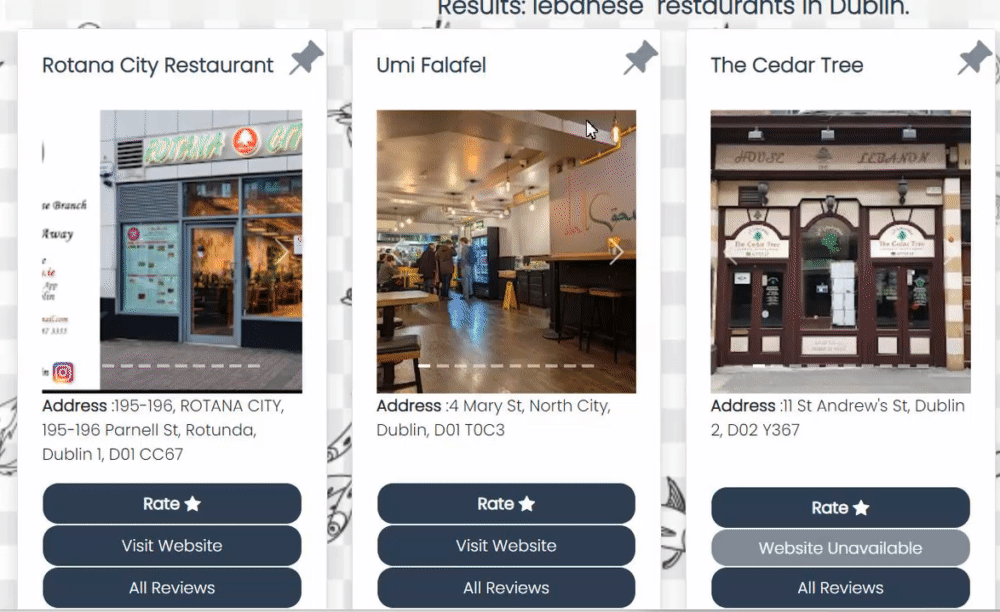 Results: lebanese restaurants in Dublin.
Rotana City Restaurant
se Branch
Away
ROTANA CIT
Address :195-196, ROTANA CITY,
195-196 Parnell St, Rotunda,
Dublin 1, D01 CC67
Rate
Visit Website
All Reviews
Umi Falafel
Address :4 Mary St, North City,
Dublin, D01 T0C3
Rate
Visit Website
All Reviews
The Cedar Tree
HOUSE LEBANON
The Cedar Tree
The Cedar Tree
Address :11 St Andrew's St, Dublin
2, D02 Y367
Rate
Website Unavailable
All Reviews